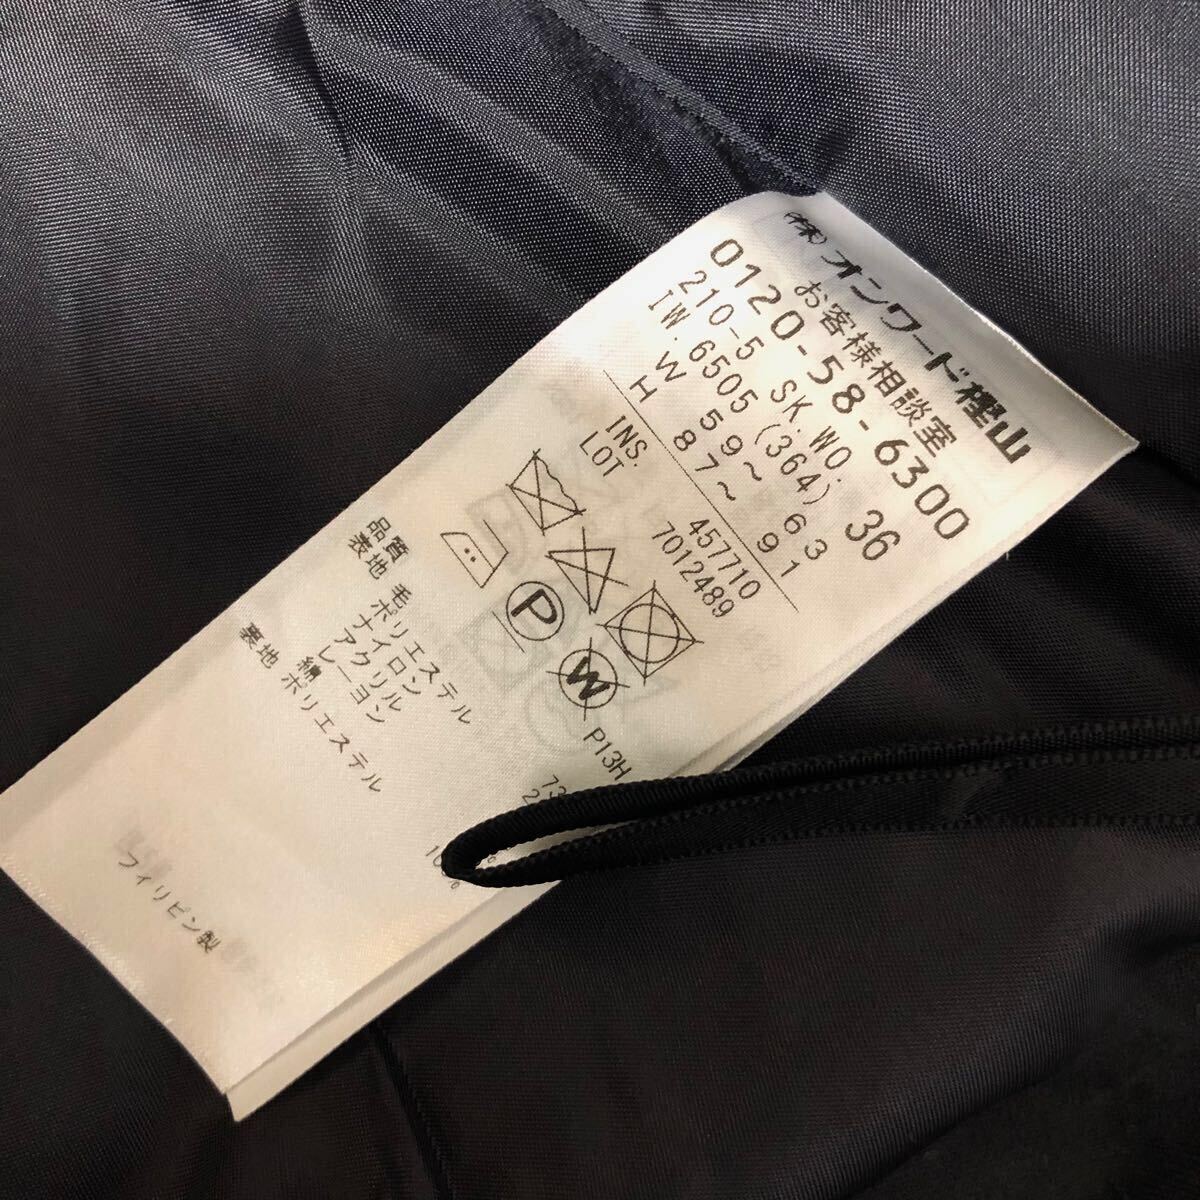 (株)オンワード樫山
お客様相談室
0120-58-6300
210-5 SK.WO. 36
IW.6505 (364)
W 59~ 63
H 87~ 91
INS. 457710
LOT 7012489
P
W
P13H
品質
表地 毛 73
ポリエステル 2
ナイロン
アクリル
綿
レーヨン
裏地 ポリエステル
フィリピン製